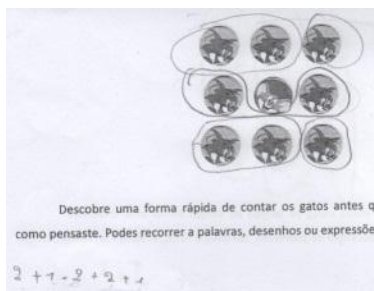 Descobre uma forma rápida de contar os gatos antes q
como pensaste. Podes recorrer a palavras, desenhos ou expressõe
2 + 1 + 2 + 2 + 1